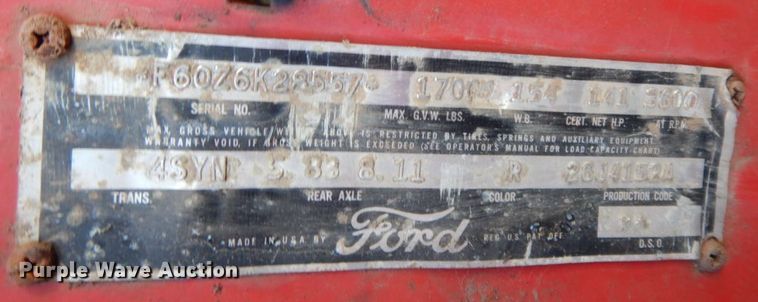 F60Z6K28557 17000 154 141 3600
SERIAL NO. MAX. G.V.W. LBS. W.B. CERT. NET H.P. AT R.P.M.
MAX. GROSS VEHICLE WEIGHT ABOVE IS RESTRICTED BY TIRES, SPRINGS AND AUXILIARY EQUIPMENT.
WARRANTY VOID, IF GROSS WEIGHT IS EXCEEDED (SEE OPERATOR'S MANUAL FOR LOAD CAPACITY CHART)
4SYN 5.83 8.11 R
TRANS. REAR AXLE COLOR PRODUCTION CODE
MADE IN U.S.A. BY Ford REG. U.S. PAT. OFF.
D.S.O.
Purple Wave Auction